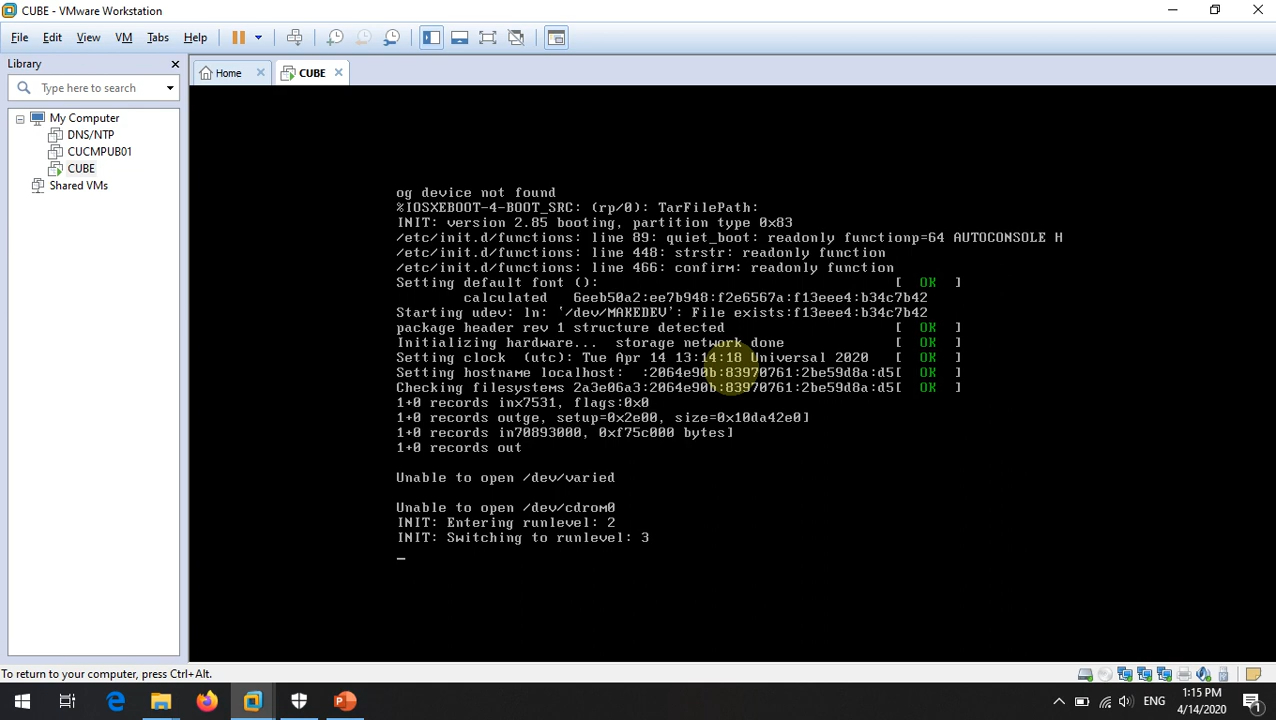 CUBE - VMware Workstation
File Edit View VM Tabs Help
Library
Type here to search
My Computer
DNS/NTP
CUCMPUB01
CUBE
Shared VMs
Home
CUBE
og device not found
%IOSXEBOOT-4-BOOT_SRC: (rp/0): TarFilePath:
INIT: version 2.85 booting, partition type 0x83
/etc/init.d/functions: line 89: quiet_boot: readonly functionp=64 AUTOCONSOLE H
/etc/init.d/functions: line 448: strstr: readonly function
/etc/init.d/functions: line 466: confirm: readonly function
Setting default font (): [ OK ]
calculated 6eeb50a2:ee7b948:f2e6567a:f13eee4:b34c7b42
Starting udev: ln: '/dev/MAKEDEV': File exists:f13eee4:b34c7b42
package header rev 1 structure detected [ OK ]
Initializing hardware... storage network done [ OK ]
Setting clock (utc): Tue Apr 14 13:14:18 Universal 2020 [ OK ]
Setting hostname localhost: :2064e90b:83970761:2be59d8a:d5[ OK ]
Checking filesystems 2a3e06a3:2064e90b:83970761:2be59d8a:d5[ OK ]
1+0 records inx7531, flags:0x0
1+0 records outge, setup=0x2e00, size=0x10da42e0]
1+0 records in70893000, 0xf75c000 bytes]
1+0 records out
Unable to open /dev/varied
Unable to open /dev/cdrom0
INIT: Entering runlevel: 2
INIT: Switching to runlevel: 3
To return to your computer, press Ctrl+Alt.
ENG
1:15 PM
4/14/2020
1